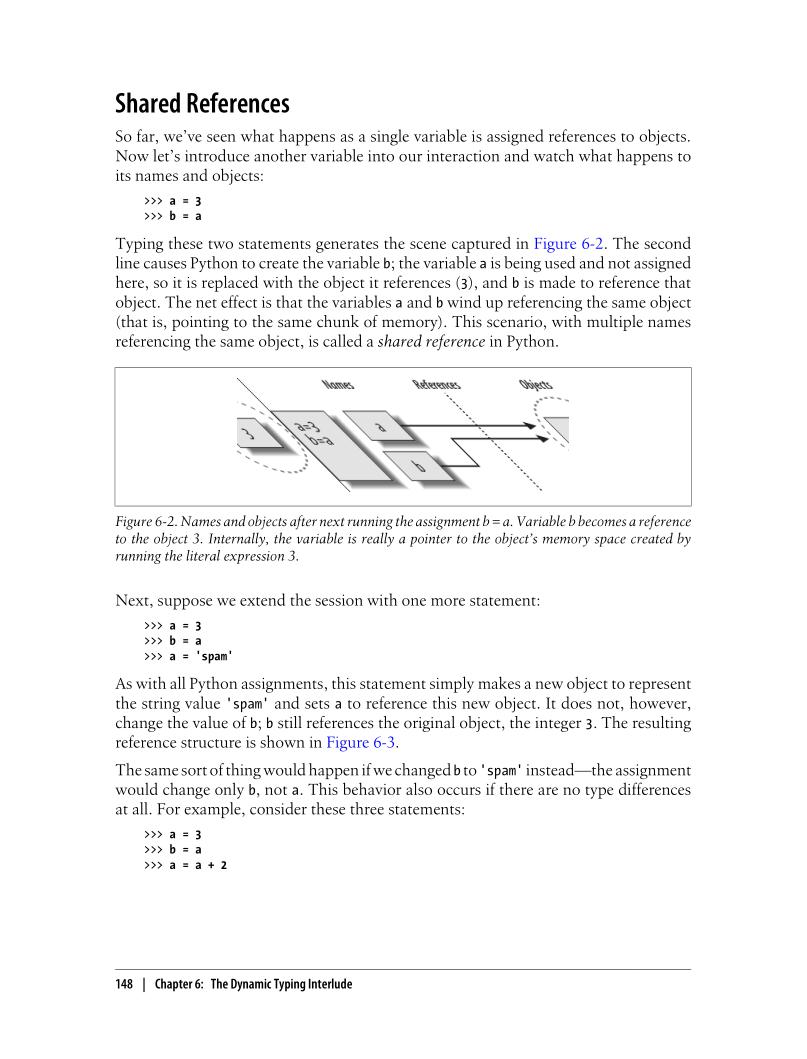 Shared References
So far, we've seen what happens as a single variable is assigned references to objects.
Now let's introduce another variable into our interaction and watch what happens to
its names and objects:
>>> a = 3
>>> b = a
Typing these two statements generates the scene captured in Figure 6-2. The second
line causes Python to create the variable b; the variable a is being used and not assigned
here, so it is replaced with the object it references (3), and b is made to reference that
object. The net effect is that the variables a and b wind up referencing the same object
(that is, pointing to the same chunk of memory). This scenario, with multiple names
referencing the same object, is called a shared reference in Python.
Names References Objects
3
a=3
b=a
a
b
Figure 6-2. Names and objects after next running the assignment b = a. Variable b becomes a reference
to the object 3. Internally, the variable is really a pointer to the object's memory space created by
running the literal expression 3.
Next, suppose we extend the session with one more statement:
>>> a = 3
>>> b = a
>>> a = 'spam'
As with all Python assignments, this statement simply makes a new object to represent
the string value 'spam' and sets a to reference this new object. It does not, however,
change the value of b; b still references the original object, the integer 3. The resulting
reference structure is shown in Figure 6-3.
The same sort of thing would happen if we changed b to 'spam' instead—the assignment
would change only b, not a. This behavior also occurs if there are no type differences
at all. For example, consider these three statements:
>>> a = 3
>>> b = a
>>> a = a + 2
148 | Chapter 6: The Dynamic Typing Interlude